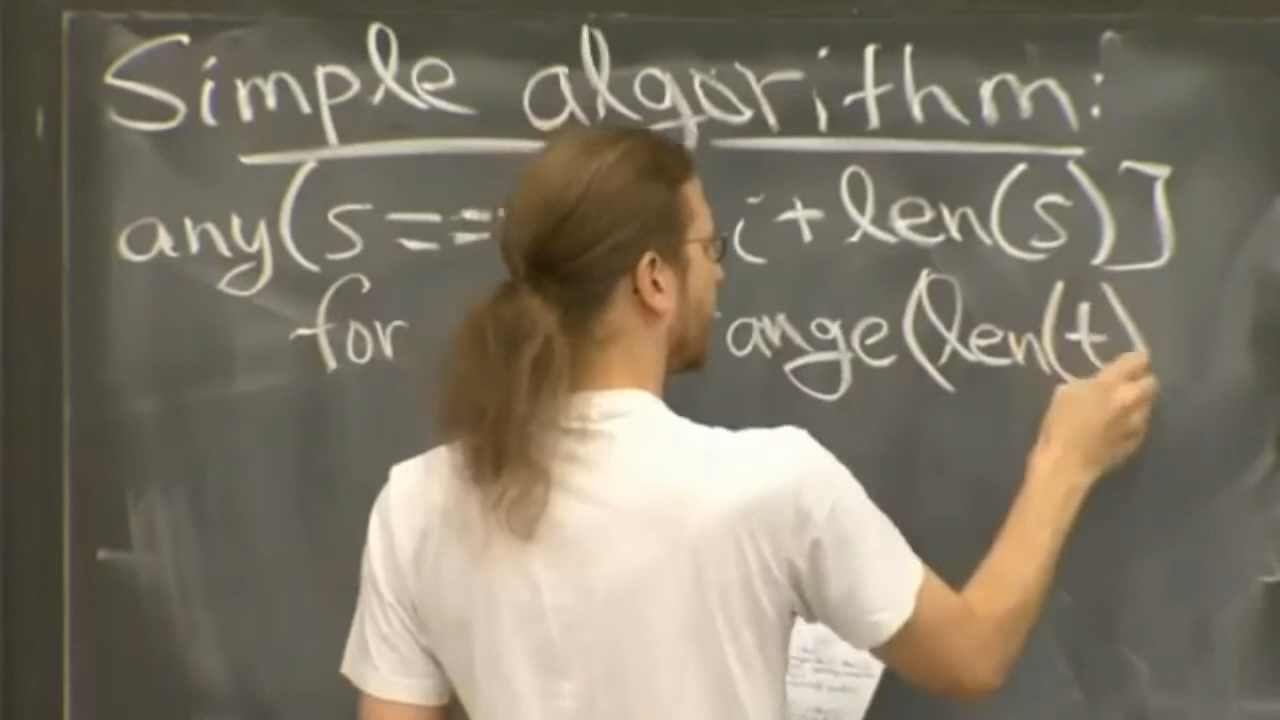 Simple algorithm:
any(s == i+len(s)]
for ange(len(t)